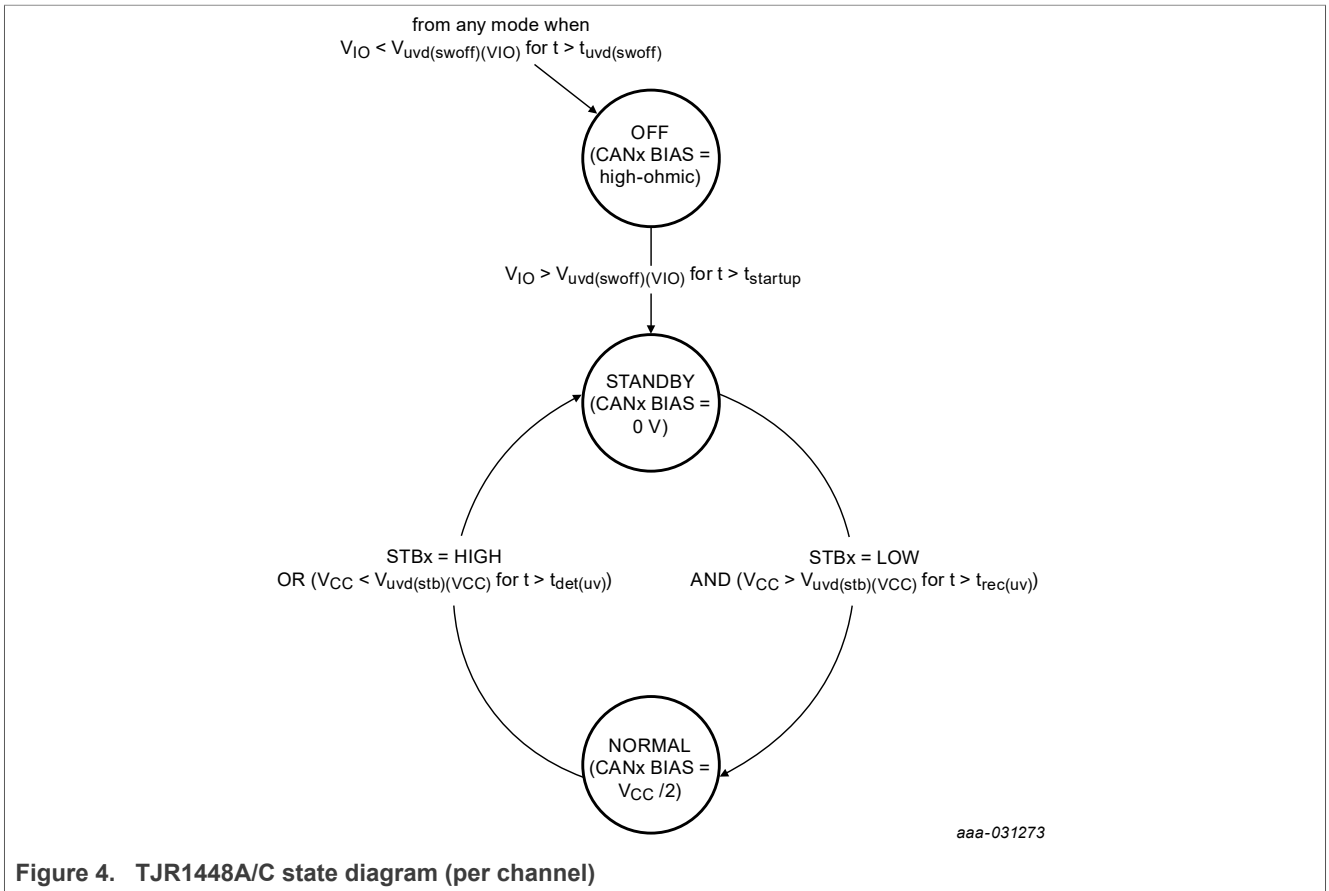 from any mode when
VIO < Vuvd(swoff)(VIO) for t > tuvd(swoff)
OFF
(CANx BIAS =
high-ohmic)
VIO > Vuvd(swoff)(VIO) for t > tstartup
STANDBY
(CANx BIAS =
0 V)
STBx = HIGH
OR (VCC < Vuvd(stb)(VCC) for t > tdet(uv))
STBx = LOW
AND (VCC > Vuvd(stb)(VCC) for t > trec(uv))
NORMAL
(CANx BIAS =
VCC /2)
aaa-031273
Figure 4. TJR1448A/C state diagram (per channel)